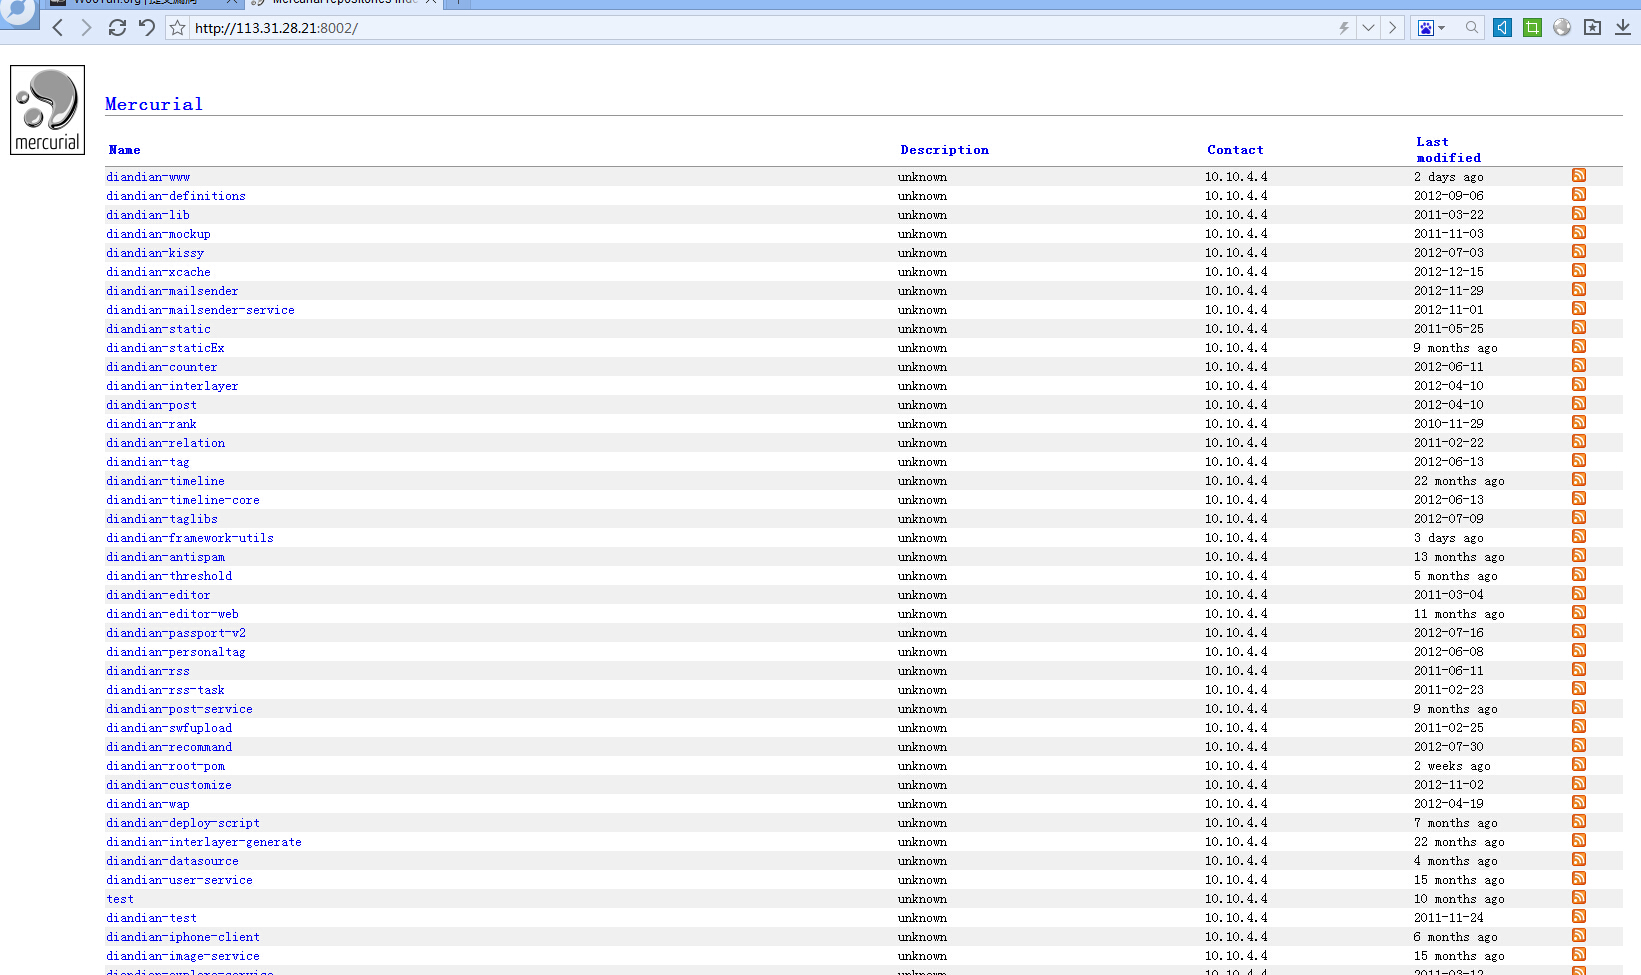 WooYun.org | 提交漏洞
Mercurial repositories inde
http://113.31.28.21:8002/
mercurial
Mercurial
Name Description Contact Last modified
diandian-www unknown 10.10.4.4 2 days ago
diandian-definitions unknown 10.10.4.4 2012-09-06
diandian-lib unknown 10.10.4.4 2011-03-22
diandian-mockup unknown 10.10.4.4 2011-11-03
diandian-kissy unknown 10.10.4.4 2012-07-03
diandian-xcache unknown 10.10.4.4 2012-12-15
diandian-mailsender unknown 10.10.4.4 2012-11-29
diandian-mailsender-service unknown 10.10.4.4 2012-11-01
diandian-static unknown 10.10.4.4 2011-05-25
diandian-staticEx unknown 10.10.4.4 9 months ago
diandian-counter unknown 10.10.4.4 2012-06-11
diandian-interlayer unknown 10.10.4.4 2012-04-10
diandian-post unknown 10.10.4.4 2012-04-10
diandian-rank unknown 10.10.4.4 2010-11-29
diandian-relation unknown 10.10.4.4 2011-02-22
diandian-tag unknown 10.10.4.4 2012-06-13
diandian-timeline unknown 10.10.4.4 22 months ago
diandian-timeline-core unknown 10.10.4.4 2012-06-13
diandian-taglibs unknown 10.10.4.4 2012-07-09
diandian-framework-utils unknown 10.10.4.4 3 days ago
diandian-antispam unknown 10.10.4.4 13 months ago
diandian-threshold unknown 10.10.4.4 5 months ago
diandian-editor unknown 10.10.4.4 2011-03-04
diandian-editor-web unknown 10.10.4.4 11 months ago
diandian-passport-v2 unknown 10.10.4.4 2012-07-16
diandian-personaltag unknown 10.10.4.4 2012-06-08
diandian-rss unknown 10.10.4.4 2011-06-11
diandian-rss-task unknown 10.10.4.4 2011-02-23
diandian-post-service unknown 10.10.4.4 9 months ago
diandian-swfupload unknown 10.10.4.4 2011-02-25
diandian-recommand unknown 10.10.4.4 2012-07-30
diandian-root-pom unknown 10.10.4.4 2 weeks ago
diandian-customize unknown 10.10.4.4 2012-11-02
diandian-wap unknown 10.10.4.4 2012-04-19
diandian-deploy-script unknown 10.10.4.4 7 months ago
diandian-interlayer-generate unknown 10.10.4.4 22 months ago
diandian-datasource unknown 10.10.4.4 4 months ago
diandian-user-service unknown 10.10.4.4 15 months ago
test unknown 10.10.4.4 10 months ago
diandian-test unknown 10.10.4.4 2011-11-24
diandian-iphone-client unknown 10.10.4.4 6 months ago
diandian-image-service unknown 10.10.4.4 15 months ago
diandian-explore-service unknown 10.10.4.4 2011-03-12